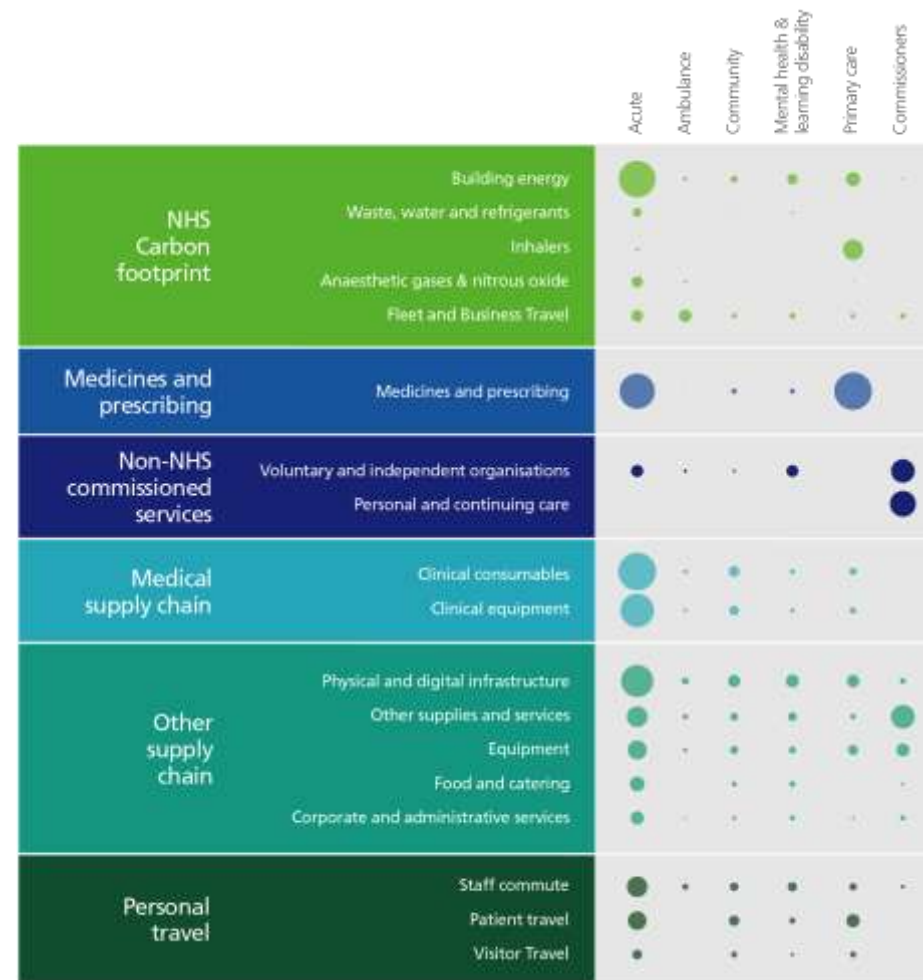 Acute
Ambulance
Community
Mental health &
learning disability
Primary care
Commissioners
NHS
Carbon
footprint
Building energy
Waste, water and refrigerants
Inhalers
Anaesthetic gases & nitrous oxide
Fleet and Business Travel
Medicines and
prescribing
Medicines and prescribing
Non-NHS
commissioned
services
Voluntary and independent organisations
Personal and continuing care
Medical
supply chain
Clinical consumables
Clinical equipment
Other
supply
chain
Physical and digital infrastructure
Other supplies and services
Equipment
Food and catering
Corporate and administrative services
Personal
travel
Staff commute
Patient travel
Visitor Travel